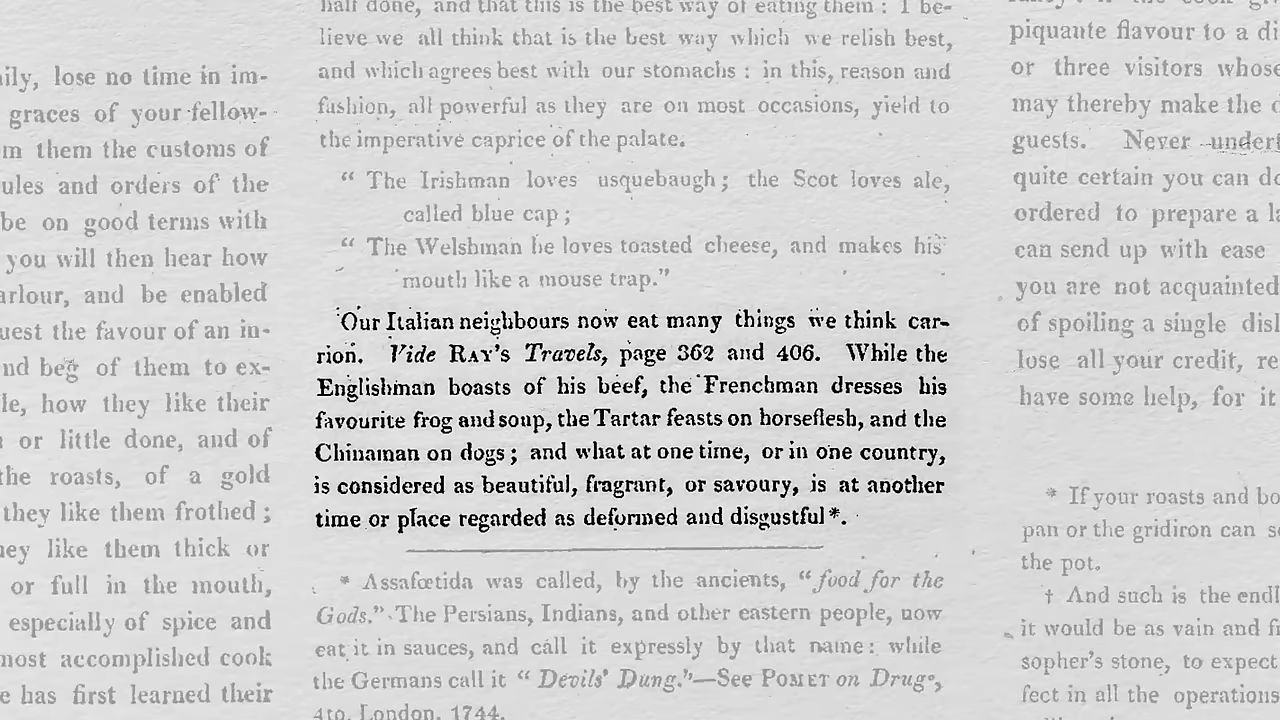 ily, lose no time in im-
graces of your fellow-
m them the customs of
ules and orders of the
be on good terms with
you will then hear how
arlour, and be enabled
uest the favour of an in-
nd beg of them to ex-
le, how they like their
or little done, and of
the roasts, of a gold
they like them frothed;
ey like them thick or
or full in the mouth,
especially of spice and
most accomplished cook
e has first learned their
half done, and that this is the best way of eating them: I be-
lieve we all think that is the best way which we relish best,
and which agrees best with our stomachs: in this, reason and
fashion, all powerful as they are on most occasions, yield to
the imperative caprice of the palate.
“ The Irishman loves usquebaugh; the Scot loves ale,
called blue cap;
“ The Welshman he loves toasted cheese, and makes his
mouth like a mouse trap.”
Our Italian neighbours now eat many things we think car-
rion. Vide RAY'S Travels, page 362 and 406. While the
Englishman boasts of his beef, the Frenchman dresses his
favourite frog and soup, the Tartar feasts on horseflesh, and the
Chinaman on dogs; and what at one time, or in one country,
is considered as beautiful, fragrant, or savoury, is at another
time or place regarded as deformed and disgustful*.
* Assafœtida was called, by the ancients, “food for the
Gods.” The Persians, Indians, and other eastern people, now
eat it in sauces, and call it expressly by that name: while
the Germans call it “ Devils' Dung.”—See POMET on Drugs,
4to. London. 1744.
piquante flavour to a di
or three visitors whose
may thereby make the
guests. Never undert
quite certain you can do
ordered to prepare a la
can send up with ease
you are not acquainted
of spoiling a single disl
lose all your credit, re
have some help, for it
* If your roasts and bo
pan or the gridiron can s
the pot.
† And such is the endl
it would be as vain and fi
sopher's stone, to expect
fect in all the operations